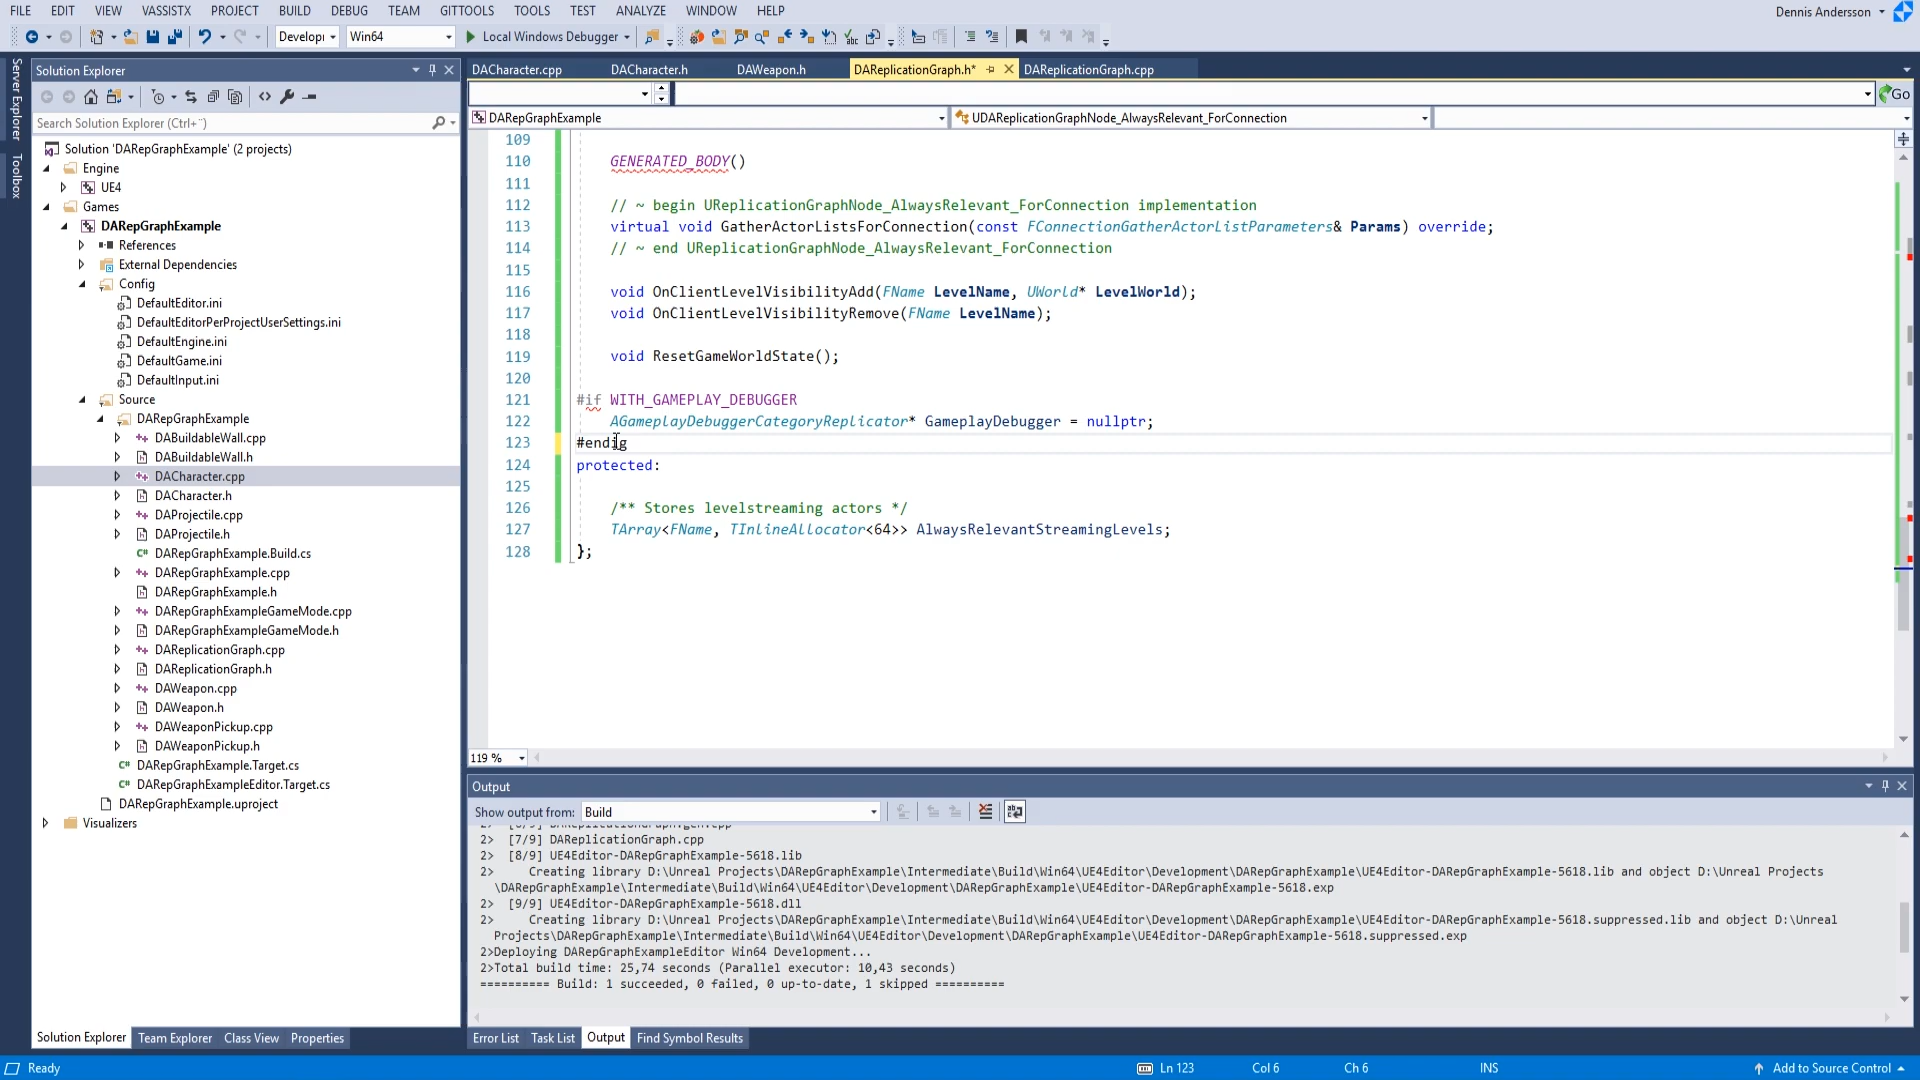 FILE EDIT VIEW VASSISTX PROJECT BUILD DEBUG TEAM GITTOOLS TOOLS TEST ANALYZE WINDOW HELP Dennis Andersson
Developı Win64 Local Windows Debugger
Server Explorer
Toolbox
Solution Explorer
Search Solution Explorer (Ctrl+¨)
Solution 'DARepGraphExample' (2 projects)
Engine
UE4
Games
DARepGraphExample
References
External Dependencies
Config
DefaultEditor.ini
DefaultEditorPerProjectUserSettings.ini
DefaultEngine.ini
DefaultGame.ini
DefaultInput.ini
Source
DARepGraphExample
DABuildableWall.cpp
DABuildableWall.h
DACharacter.cpp
DACharacter.h
DAProjectile.cpp
DAProjectile.h
DARepGraphExample.Build.cs
DARepGraphExample.cpp
DARepGraphExample.h
DARepGraphExampleGameMode.cpp
DARepGraphExampleGameMode.h
DAReplicationGraph.cpp
DAReplicationGraph.h
DAWeapon.cpp
DAWeapon.h
DAWeaponPickup.cpp
DAWeaponPickup.h
DARepGraphExample.Target.cs
DARepGraphExampleEditor.Target.cs
DARepGraphExample.uproject
Visualizers
Solution Explorer Team Explorer Class View Properties
DACharacter.cpp DACharacter.h DAWeapon.h DAReplicationGraph.h* DAReplicationGraph.cpp
Go
DARepGraphExample UDAReplicationGraphNode_AlwaysRelevant_ForConnection
109
110 GENERATED_BODY()
111
112 // ~ begin UReplicationGraphNode_AlwaysRelevant_ForConnection implementation
113 virtual void GatherActorListsForConnection(const FConnectionGatherActorListParameters& Params) override;
114 // ~ end UReplicationGraphNode_AlwaysRelevant_ForConnection
115
116 void OnClientLevelVisibilityAdd(FName LevelName, UWorld* LevelWorld);
117 void OnClientLevelVisibilityRemove(FName LevelName);
118
119 void ResetGameWorldState();
120
121 #if WITH_GAMEPLAY_DEBUGGER
122 AGameplayDebuggerCategoryReplicator* GameplayDebugger = nullptr;
123 #endig
124 protected:
125
126 /** Stores levelstreaming actors */
127 TArray<FName, TInlineAllocator<64>> AlwaysRelevantStreamingLevels;
128 };
119 %
Output
Show output from: Build
2> [6/9] DAReplicationGraph.gen.cpp
2> [7/9] DAReplicationGraph.cpp
2> [8/9] UE4Editor-DARepGraphExample-5618.lib
2> Creating library D:\Unreal Projects\DARepGraphExample\Intermediate\Build\Win64\UE4Editor\Development\DARepGraphExample\UE4Editor-DARepGraphExample-5618.lib and object D:\Unreal Projects
\DARepGraphExample\Intermediate\Build\Win64\UE4Editor\Development\DARepGraphExample\UE4Editor-DARepGraphExample-5618.exp
2> [9/9] UE4Editor-DARepGraphExample-5618.dll
2> Creating library D:\Unreal Projects\DARepGraphExample\Intermediate\Build\Win64\UE4Editor\Development\DARepGraphExample\UE4Editor-DARepGraphExample-5618.suppressed.lib and object D:\Unreal
Projects\DARepGraphExample\Intermediate\Build\Win64\UE4Editor\Development\DARepGraphExample\UE4Editor-DARepGraphExample-5618.suppressed.exp
2>Deploying DARepGraphExampleEditor Win64 Development...
2>Total build time: 25,74 seconds (Parallel executor: 10,43 seconds)
========== Build: 1 succeeded, 0 failed, 0 up-to-date, 1 skipped ==========
Error List Task List Output Find Symbol Results
Ready Ln 123 Col 6 Ch 6 INS Add to Source Control